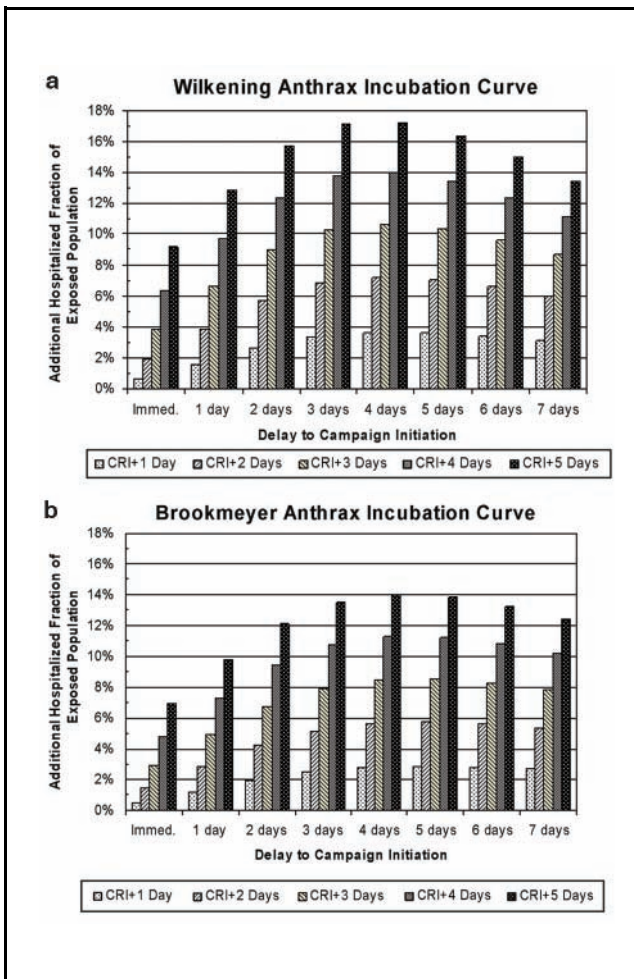 a
Wilkening Anthrax Incubation Curve
Additional Hospitalized Fraction of
Exposed Population
18%
16%
14%
12%
10%
8%
6%
4%
2%
0%
Immed. 1 day 2 days 3 days 4 days 5 days 6 days 7 days
Delay to Campaign Initiation
CRI+1 Day CRI+2 Days CRI+3 Days CRI+4 Days CRI+5 Days
b
Brookmeyer Anthrax Incubation Curve
Additional Hospitalized Fraction of
Exposed Population
18%
16%
14%
12%
10%
8%
6%
4%
2%
0%
Immed. 1 day 2 days 3 days 4 days 5 days 6 days 7 days
Delay to Campaign Initiation
CRI+1 Day CRI+2 Days CRI+3 Days CRI+4 Days CRI+5 Days